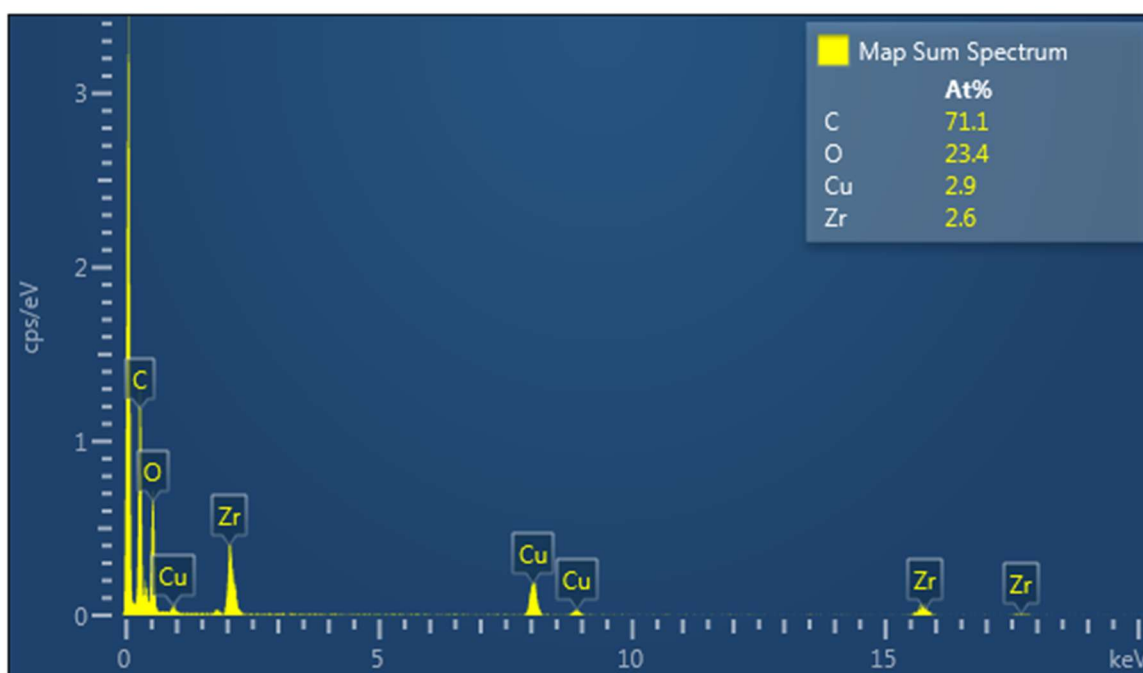 Map Sum Spectrum
At%
C 71.1
O 23.4
Cu 2.9
Zr 2.6
cps/eV
3
2
1
0
C
O
Cu
Zr
Cu
Cu
Zr
Zr
0 5 10 15 keV